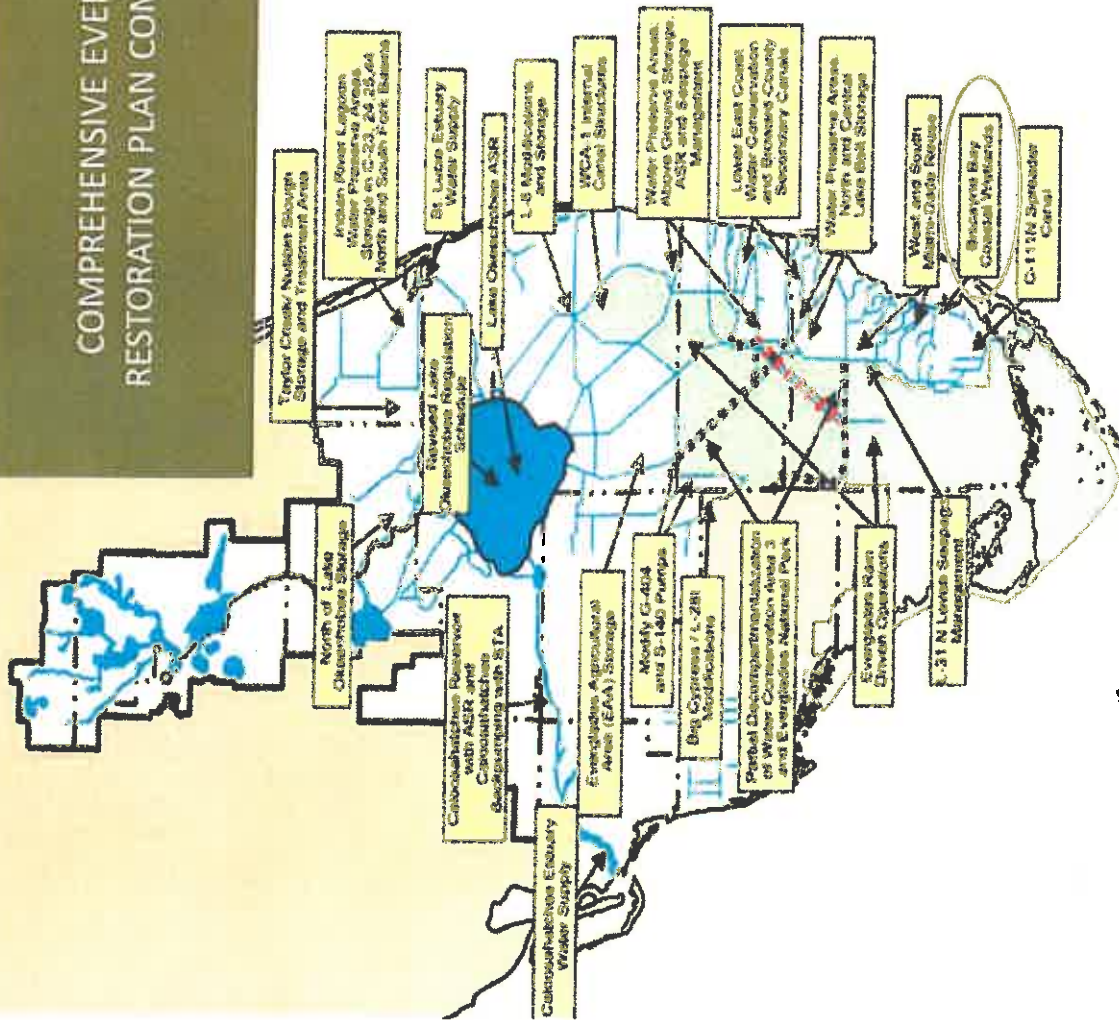 COMPREHENSIVE EVER
RESTORATION PLAN COM
Taylor Creek/ Nubbin Slough
Storage and Treatment Area
Indian River Lagoon
Water Preserve Areas
Storage in C-23, 24, 25, 44
North and South Fork Basins
North of Lake
Okeechobee Storage
Revised Lake
Okeechobee Regulation
Schedule
St. Lucie Estuary
Water Supply
Lake Okeechobee ASR
Caloosahatchee Reservoir
with ASR and
Caloosahatchee
Backpumping with STA
L-8 Modifications
and Storage
WCA-1 Internal
Canal Structures
Caloosahatchee Estuary
Water Supply
Everglades Agricultural
Area (EAA) Storage
Modify G-404
and S-140 Pumps
Water Preserve Areas:
Above Ground Storage,
ASR and Seepage
Management
Big Cypress / L-28I
Modifications
Lower East Coast
Water Conservation
and Broward County
Secondary Canals
Partial Decompartmentalization
of Water Conservation Area 3
and Everglades National Park
Water Preserve Areas:
North and Central
Lake Belt Storage
Everglades Rain
Driven Operations
West and South
Miami-Dade Reuse
L-31 N Levee Seepage
Management
Biscayne Bay
Coastal Wetlands
C-111N Spreader
Canal